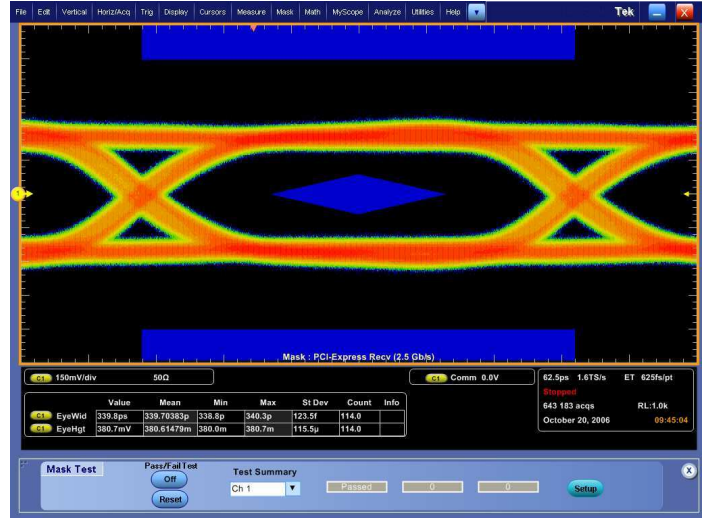 File Edit Vertical Horiz/Acq Trig Display Cursors Measure Mask Math MyScope Analyze Utilities Help Tek X
1
Mask : PCI-Express Recv (2.5 Gb/s)
C1 150mV/div 50Ω
C1 Comm 0.0V
62.5ps 1.6TS/s ET 625fs/pt
Stopped
643 183 acqs RL:1.0k
October 20, 2006 09:45:04
Value Mean Min Max St Dev Count Info
C1 EyeWid 339.8ps 339.70383p 338.8p 340.3p 123.5f 114.0
C1 EyeHgt 380.7mV 380.61479m 380.0m 380.7m 115.5µ 114.0
Mask Test
Pass/Fail Test
Off
Reset
Test Summary
Ch 1
Passed 0 0
Setup
X